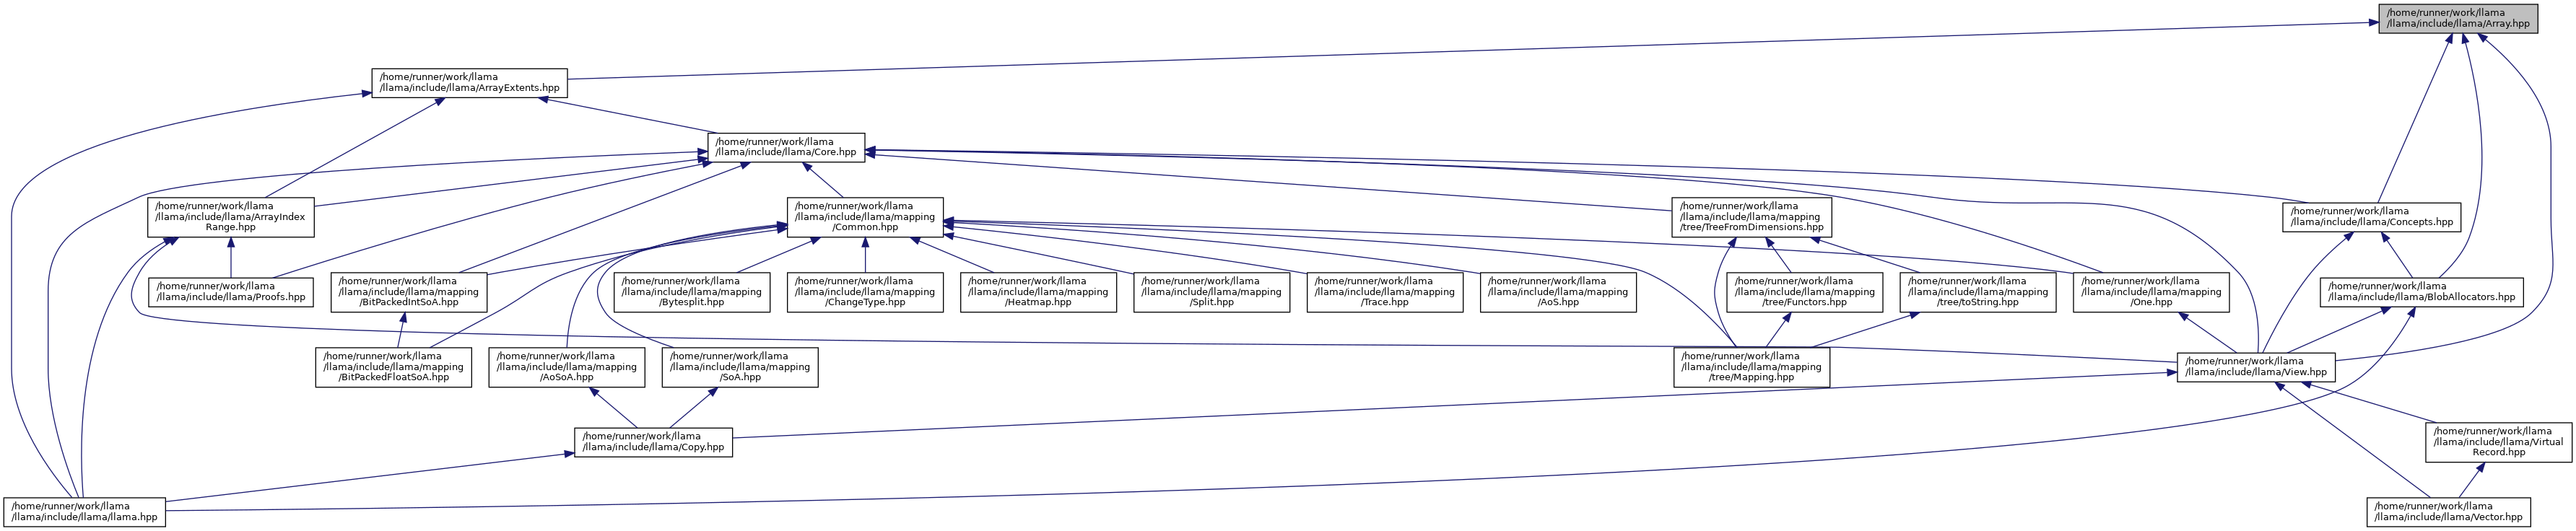 /home/runner/work/llama
/llama/include/llama/Array.hpp
/home/runner/work/llama
/llama/include/llama/ArrayExtents.hpp
/home/runner/work/llama
/llama/include/llama/Core.hpp
/home/runner/work/llama
/llama/include/llama/ArrayIndex
Range.hpp
/home/runner/work/llama
/llama/include/llama/mapping
/Common.hpp
/home/runner/work/llama
/llama/include/llama/mapping
/tree/TreeFromDimensions.hpp
/home/runner/work/llama
/llama/include/llama/Concepts.hpp
/home/runner/work/llama
/llama/include/llama/Proofs.hpp
/home/runner/work/llama
/llama/include/llama/mapping
/BitPackedIntSoA.hpp
/home/runner/work/llama
/llama/include/llama/mapping
/Bytesplit.hpp
/home/runner/work/llama
/llama/include/llama/mapping
/ChangeType.hpp
/home/runner/work/llama
/llama/include/llama/mapping
/Heatmap.hpp
/home/runner/work/llama
/llama/include/llama/mapping
/Split.hpp
/home/runner/work/llama
/llama/include/llama/mapping
/Trace.hpp
/home/runner/work/llama
/llama/include/llama/mapping
/AoS.hpp
/home/runner/work/llama
/llama/include/llama/mapping
/tree/Functors.hpp
/home/runner/work/llama
/llama/include/llama/mapping
/tree/toString.hpp
/home/runner/work/llama
/llama/include/llama/mapping
/One.hpp
/home/runner/work/llama
/llama/include/llama/BlobAllocators.hpp
/home/runner/work/llama
/llama/include/llama/mapping
/BitPackedFloatSoA.hpp
/home/runner/work/llama
/llama/include/llama/mapping
/AoSoA.hpp
/home/runner/work/llama
/llama/include/llama/mapping
/SoA.hpp
/home/runner/work/llama
/llama/include/llama/mapping
/tree/Mapping.hpp
/home/runner/work/llama
/llama/include/llama/View.hpp
/home/runner/work/llama
/llama/include/llama/Copy.hpp
/home/runner/work/llama
/llama/include/llama/Virtual
Record.hpp
/home/runner/work/llama
/llama/include/llama/llama.hpp
/home/runner/work/llama
/llama/include/llama/Vector.hpp